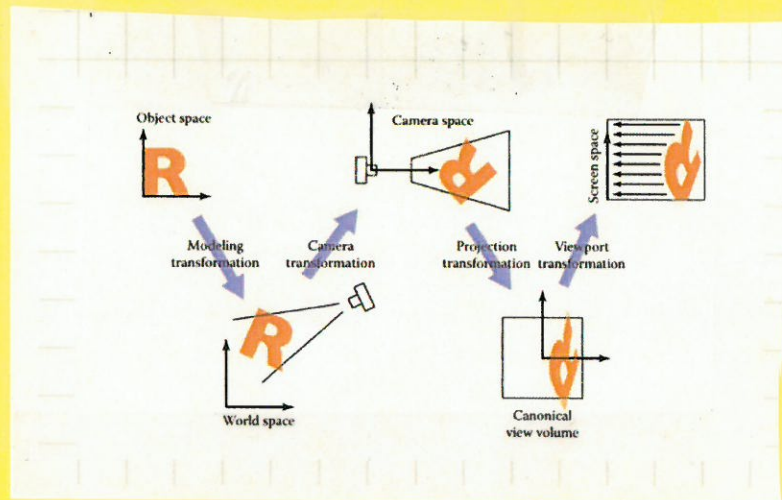 Object space
R
Modeling
transformation
R
World space
Camera
transformation
Camera space
R
Projection
transformation
R
Canonical
view volume
Viewport
transformation
Screen space
R